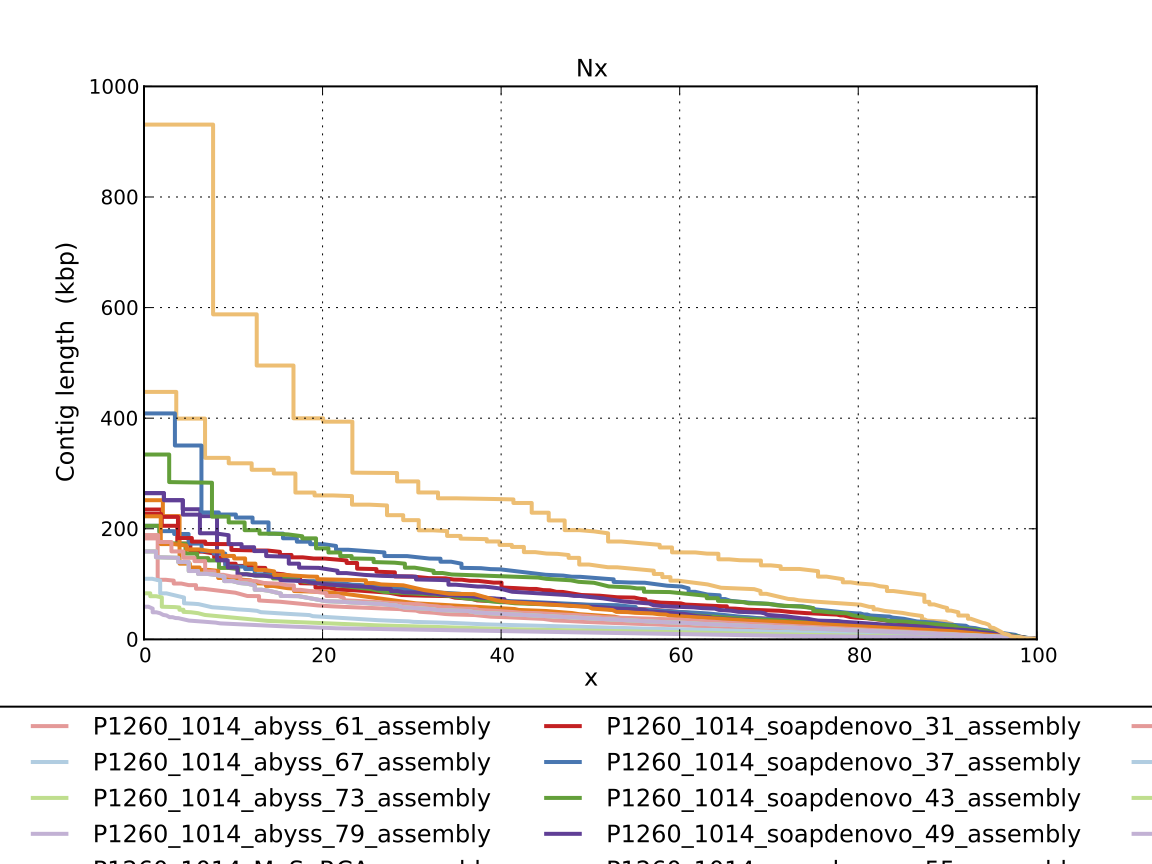 Nx
1000
800
600
400
200
0
Contig length (kbp)
0 20 40 60 80 100
x
P1260_1014_abyss_61_assembly P1260_1014_soapdenovo_31_assembly
P1260_1014_abyss_67_assembly P1260_1014_soapdenovo_37_assembly
P1260_1014_abyss_73_assembly P1260_1014_soapdenovo_43_assembly
P1260_1014_abyss_79_assembly P1260_1014_soapdenovo_49_assembly